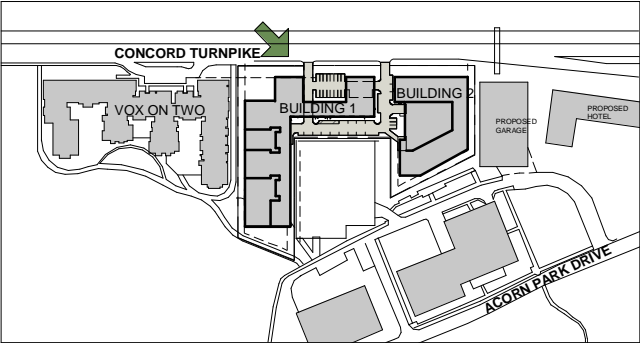 CONCORD TURNPIKE
VOX ON TWO
BUILDING 1
BUILDING 2
PROPOSED
GARAGE
PROPOSED
HOTEL
ACORN PARK DRIVE